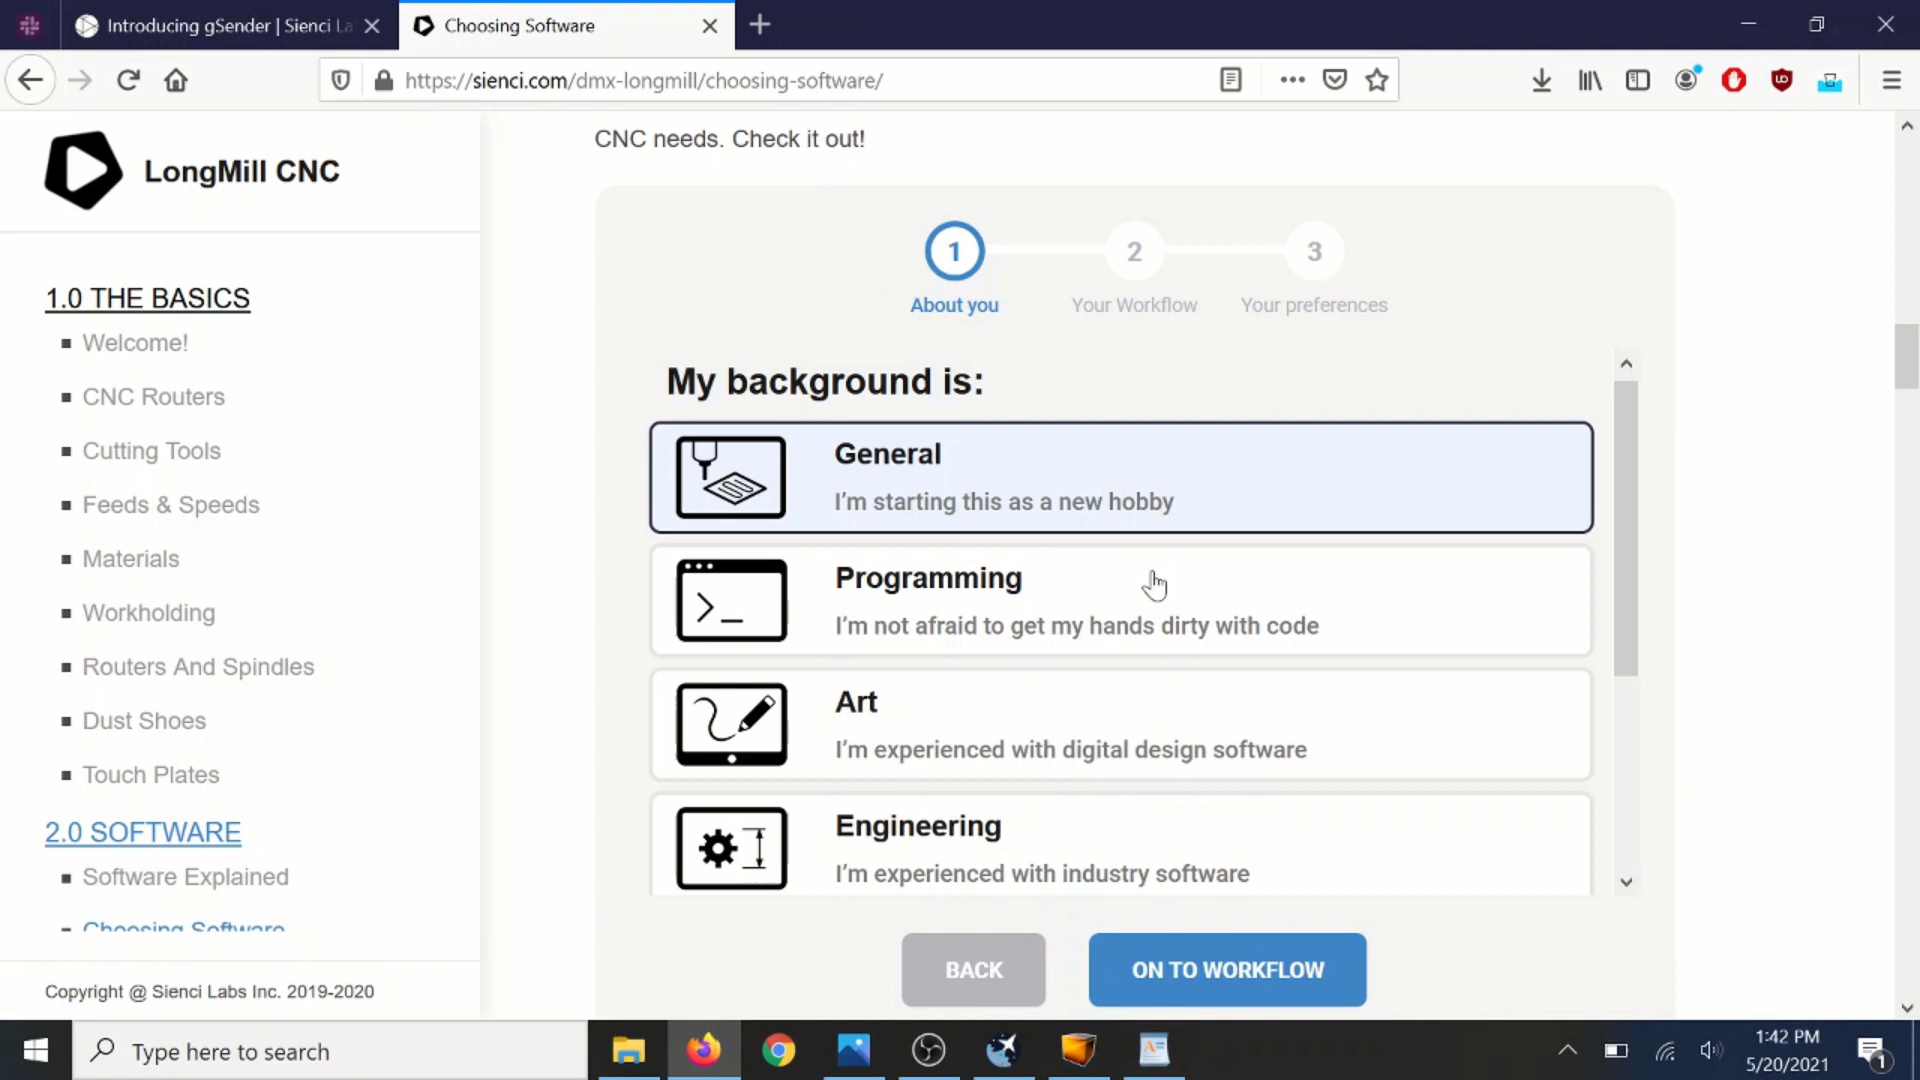 Introducing gSender | Sienci La
Choosing Software
https://sienci.com/dmx-longmill/choosing-software/
LongMill CNC
1.0 THE BASICS
Welcome!
CNC Routers
Cutting Tools
Feeds & Speeds
Materials
Workholding
Routers And Spindles
Dust Shoes
Touch Plates
2.0 SOFTWARE
Software Explained
Choosing Software
Copyright @ Sienci Labs Inc. 2019-2020
CNC needs. Check it out!
1
2
3
About you
Your Workflow
Your preferences
My background is:
General
I'm starting this as a new hobby
Programming
I'm not afraid to get my hands dirty with code
Art
I'm experienced with digital design software
Engineering
I'm experienced with industry software
BACK
ON TO WORKFLOW
Type here to search
1:42 PM
5/20/2021
1